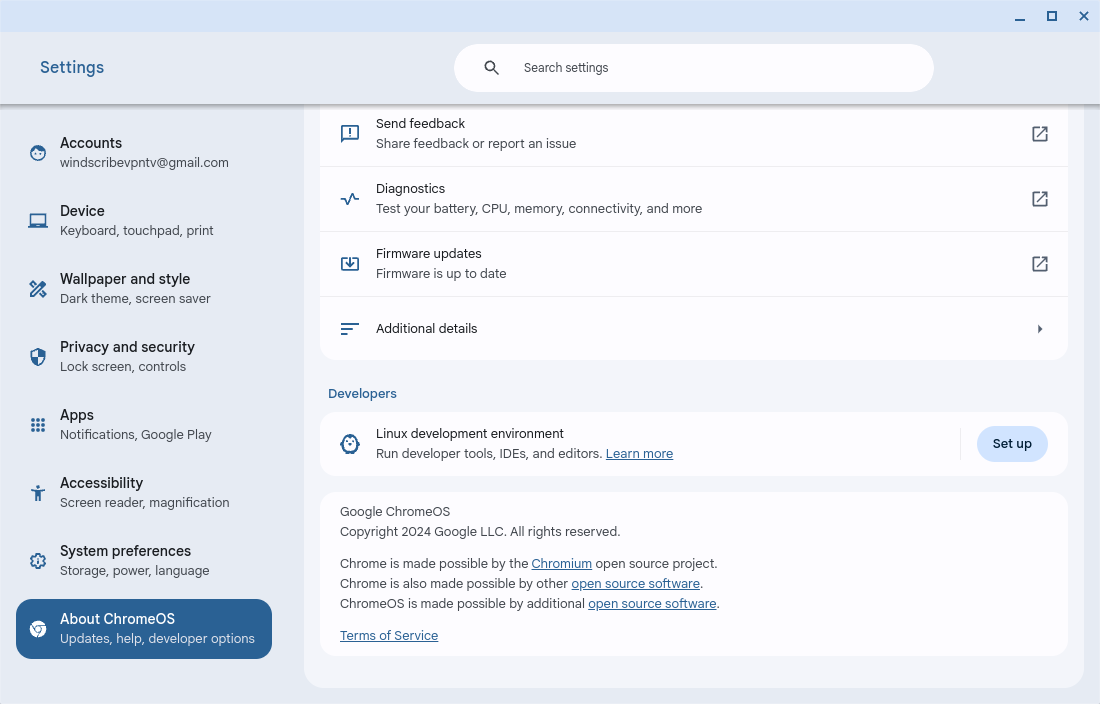 Settings
Search settings
Accounts
windscribevpntv@gmail.com
Device
Keyboard, touchpad, print
Wallpaper and style
Dark theme, screen saver
Privacy and security
Lock screen, controls
Apps
Notifications, Google Play
Accessibility
Screen reader, magnification
System preferences
Storage, power, language
About ChromeOS
Updates, help, developer options
Send feedback
Share feedback or report an issue
Diagnostics
Test your battery, CPU, memory, connectivity, and more
Firmware updates
Firmware is up to date
Additional details
Developers
Linux development environment
Run developer tools, IDEs, and editors. Learn more
Set up
Google ChromeOS
Copyright 2024 Google LLC. All rights reserved.
Chrome is made possible by the Chromium open source project.
Chrome is also made possible by other open source software.
ChromeOS is made possible by additional open source software.
Terms of Service